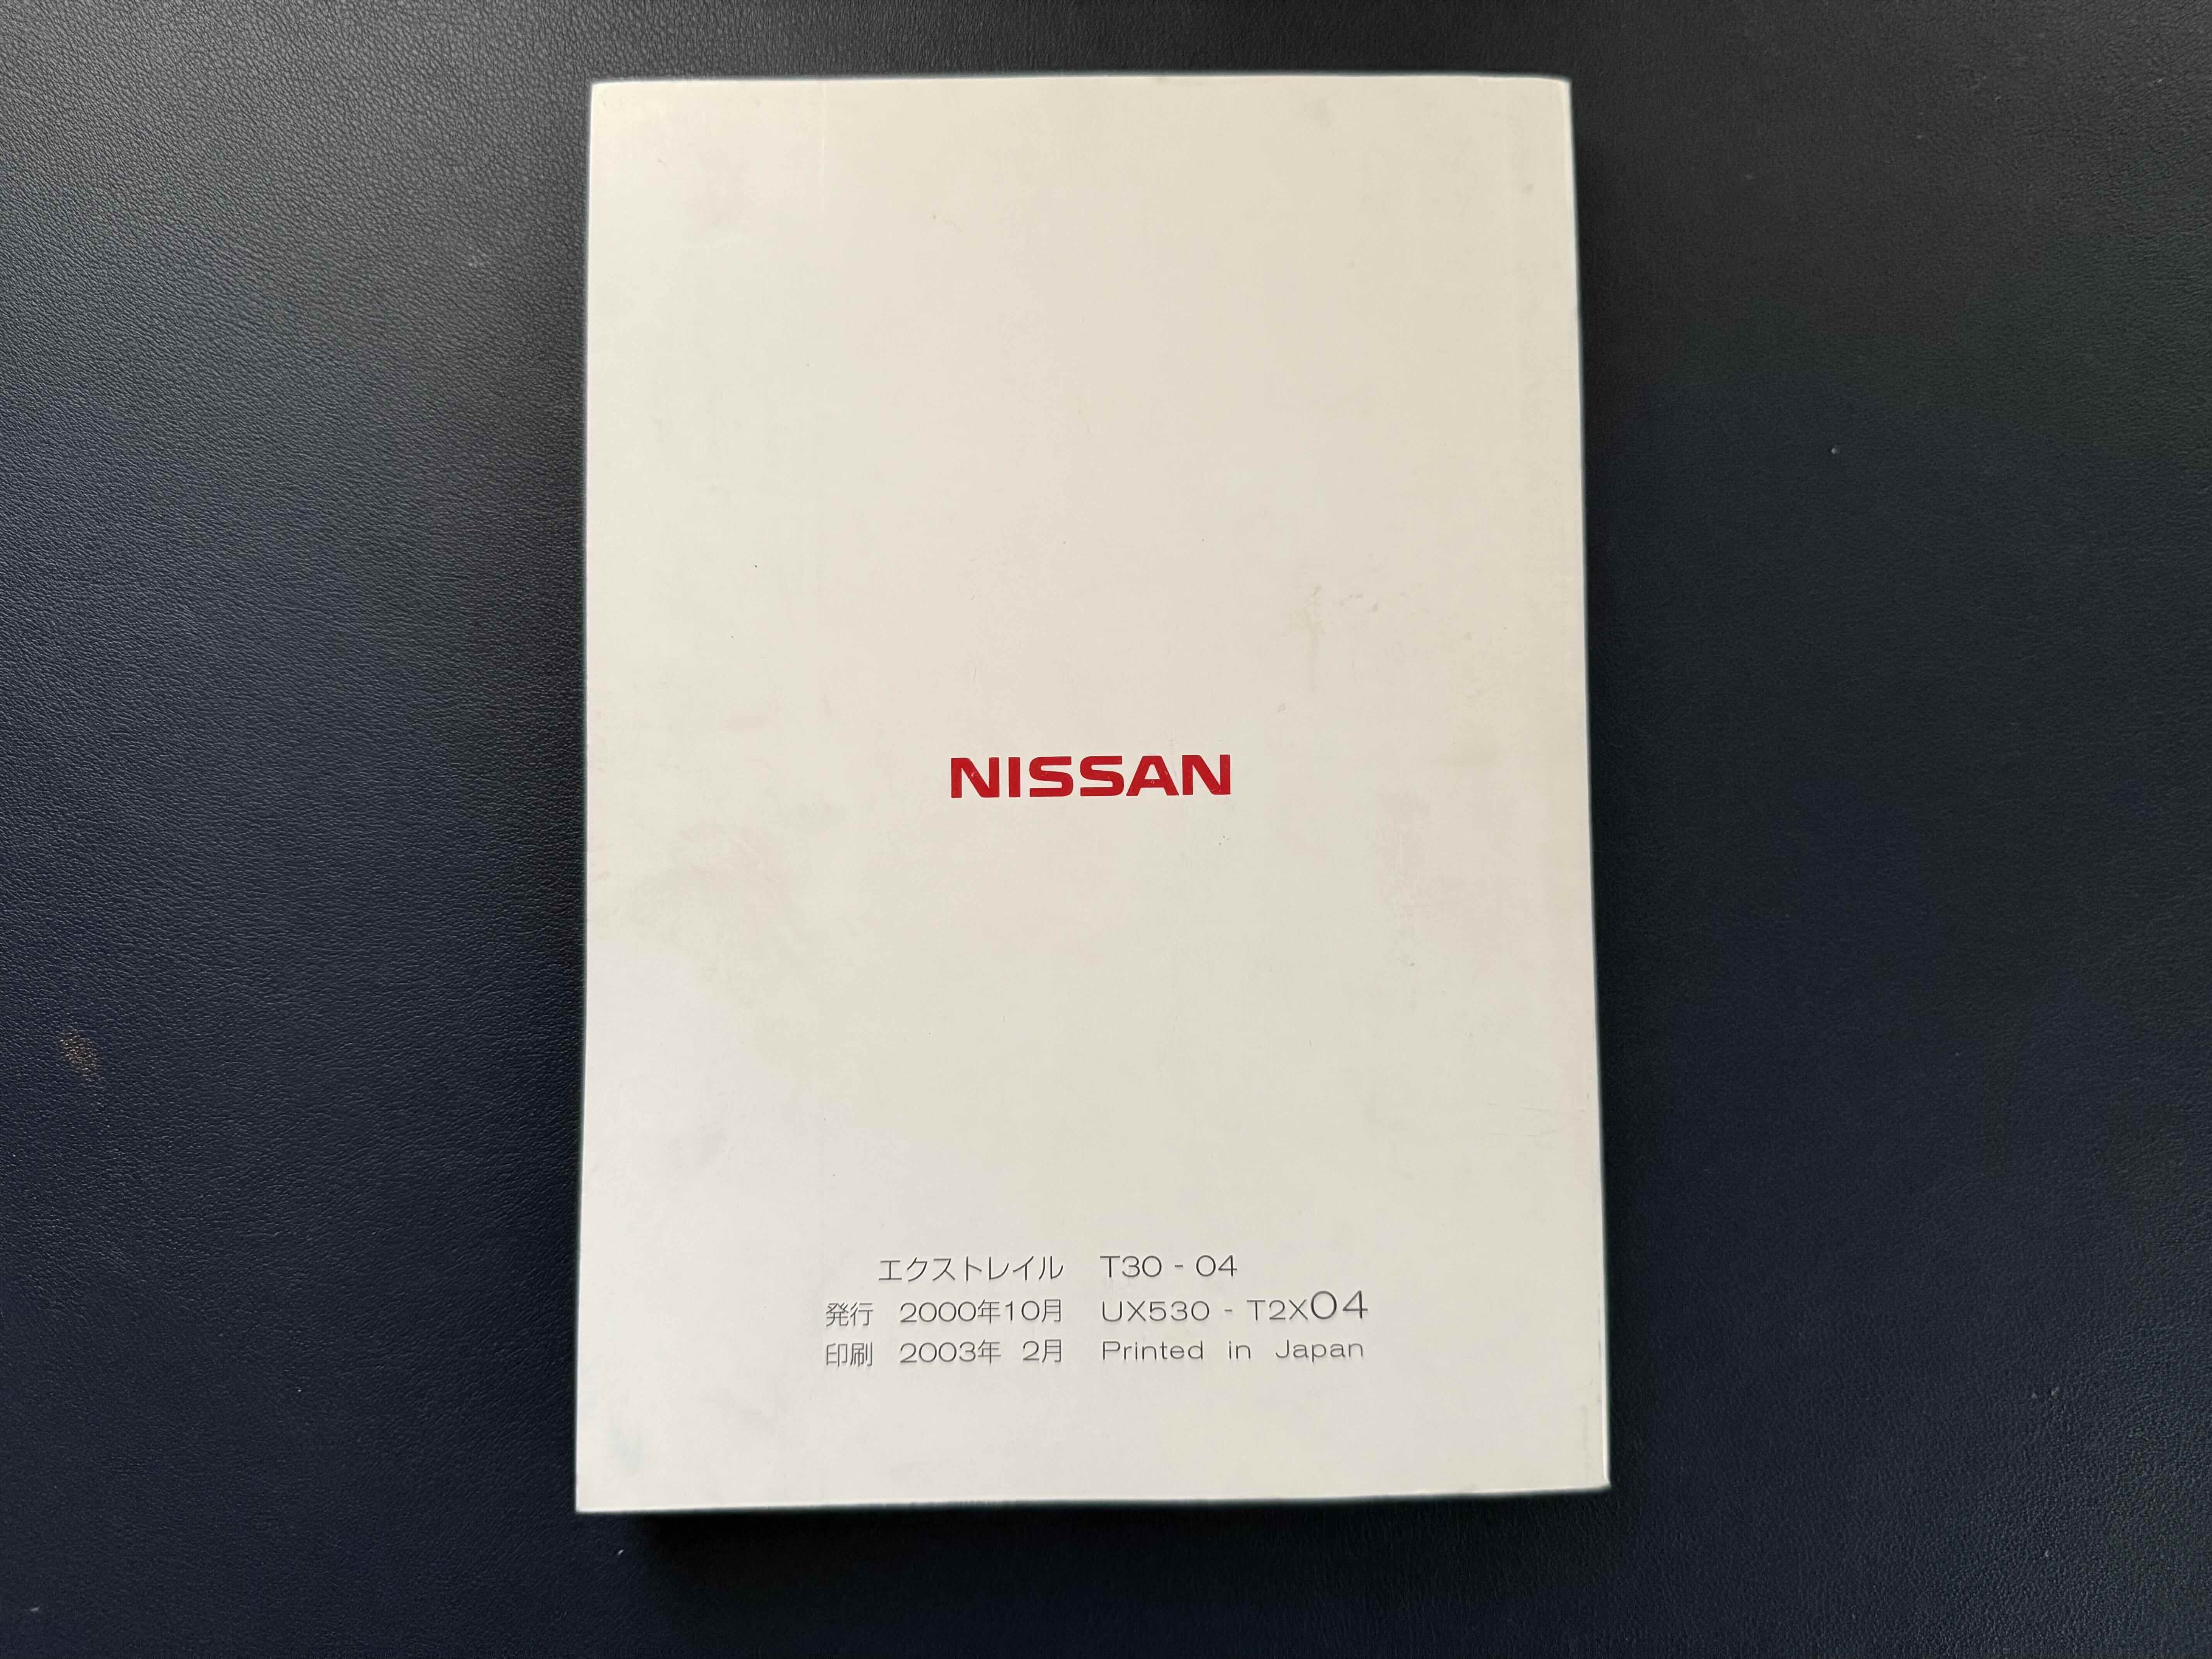 NISSAN
エクストレイル T30 - 04
発行 2000年10月 UX530 - T2X04
印刷 2003年 2月 Printed in Japan